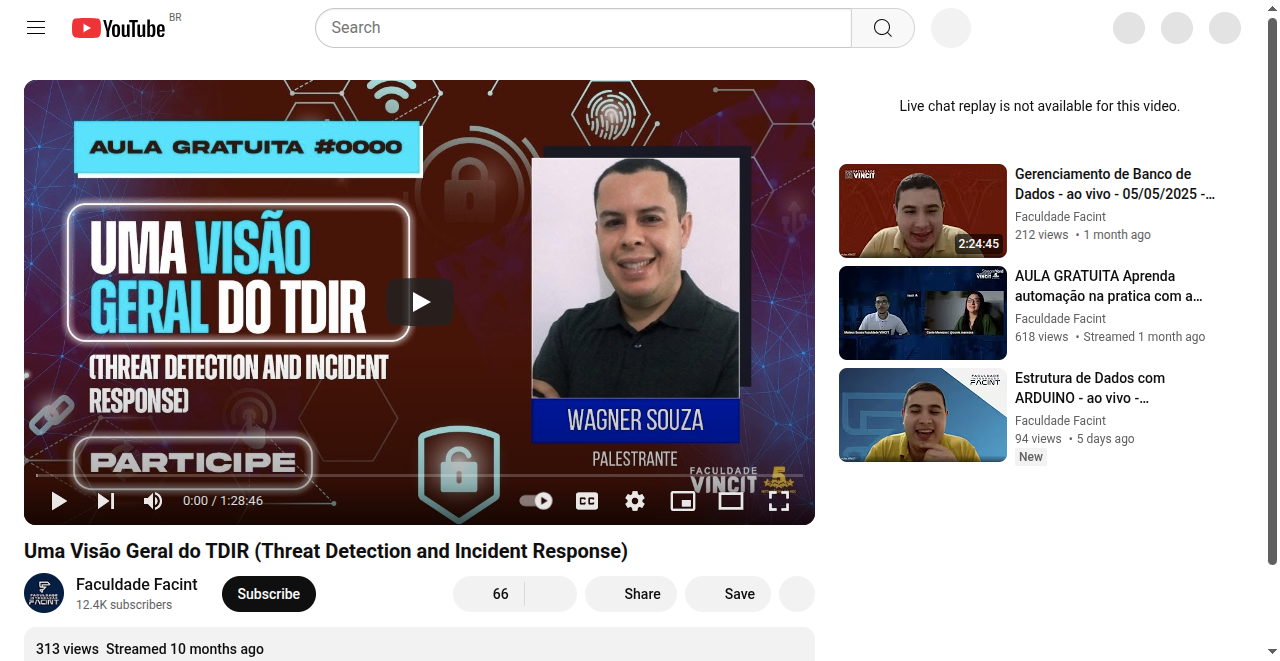 YouTube
BR
Search
AULA GRATUITA #0000
UMA VISÃO
GERAL DO TDIR
(THREAT DETECTION AND INCIDENT
RESPONSE)
PARTICIPE
WAGNER SOUZA
PALESTRANTE
FACULDADE
VINCIT
5
0:00 / 1:28:46
CC
Uma Visão Geral do TDIR (Threat Detection and Incident Response)
Faculdade Facint
12.4K subscribers
Subscribe
66
Share
Save
313 views Streamed 10 months ago
Live chat replay is not available for this video.
VINCIT
2:24:45
Gerenciamento de Banco de
Dados - ao vivo - 05/05/2025 -…
Faculdade Facint
212 views • 1 month ago
AULA GRATUITA Aprenda
automação na pratica com a…
Faculdade Facint
618 views • Streamed 1 month ago
FACINT
Estrutura de Dados com
ARDUINO - ao vivo -…
Faculdade Facint
94 views • 5 days ago
New